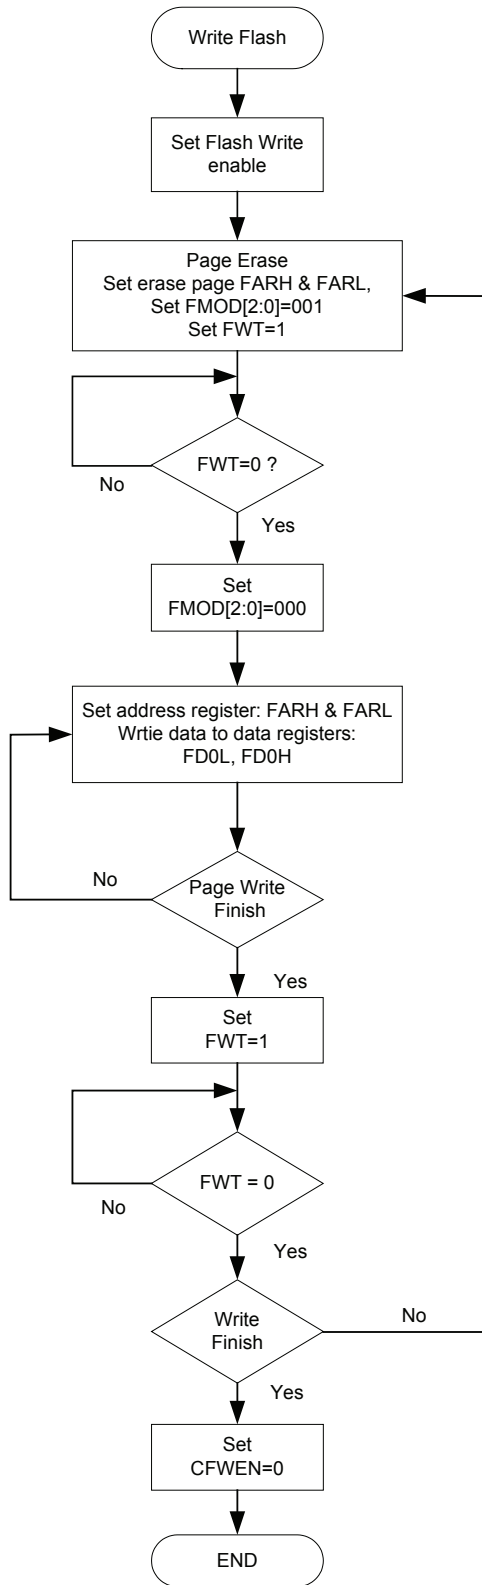 Write Flash
Set Flash Write
enable
Page Erase
Set erase page FARH & FARL,
Set FMOD[2:0]=001
Set FWT=1
FWT=0 ?
No
Yes
Set
FMOD[2:0]=000
Set address register: FARH & FARL
Wrtie data to data registers:
FD0L, FD0H
No
Page Write
Finish
Yes
Set
FWT=1
FWT = 0
No
Yes
Write
Finish
No
Yes
Set
CFWEN=0
END